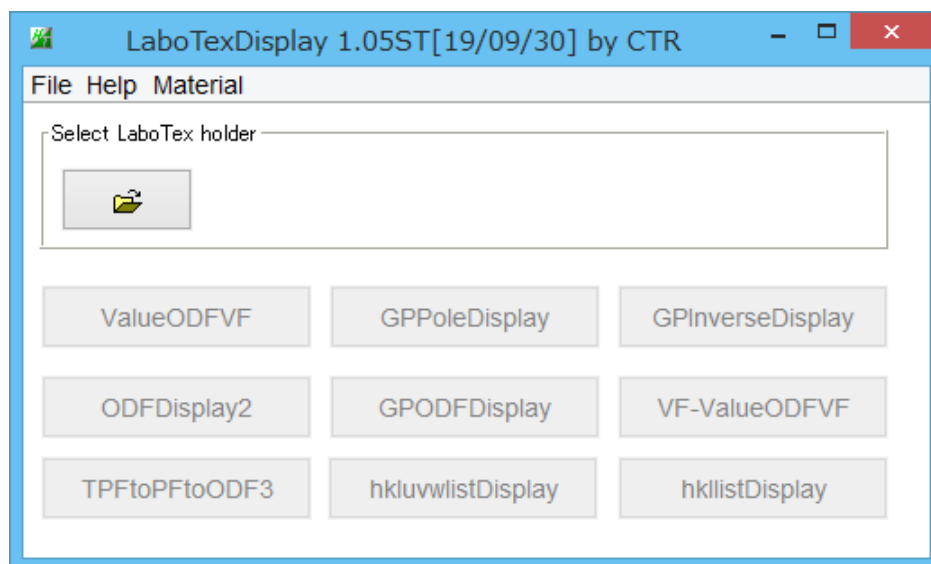 LaboTexDisplay 1.05ST[19/09/30] by CTR
File Help Material
Select LaboTex holder
ValueODFVF GPPoleDisplay GPInverseDisplay
ODFDisplay2 GPODFDisplay VF-ValueODFVF
TPFtoPFtoODF3 hkluvwlistDisplay hkllistDisplay